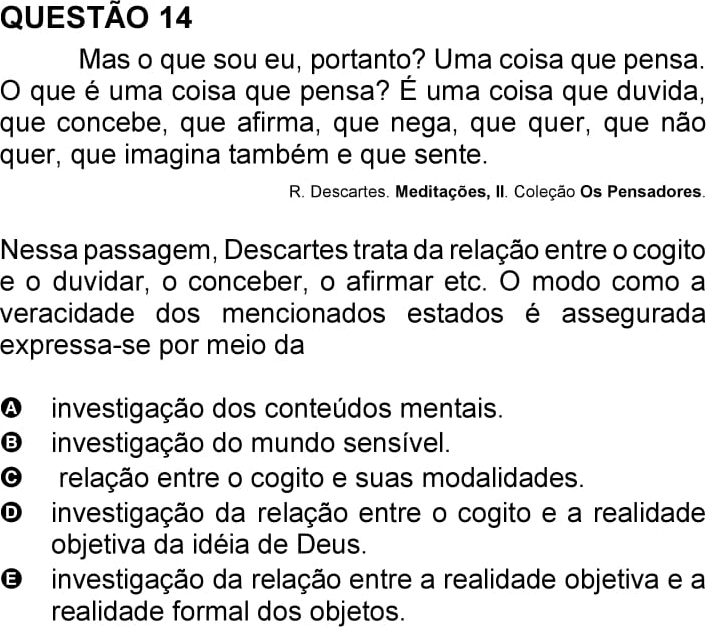 QUESTÃO 14
Mas o que sou eu, portanto? Uma coisa que pensa.
O que é uma coisa que pensa? É uma coisa que duvida,
que concebe, que afirma, que nega, que quer, que não
quer, que imagina também e que sente.
R. Descartes. Meditações, II. Coleção Os Pensadores.
Nessa passagem, Descartes trata da relação entre o cogito
e o duvidar, o conceber, o afirmar etc. O modo como a
veracidade dos mencionados estados é assegurada
expressa-se por meio da
A investigação dos conteúdos mentais.
B investigação do mundo sensível.
C relação entre o cogito e suas modalidades.
D investigação da relação entre o cogito e a realidade
objetiva da idéia de Deus.
E investigação da relação entre a realidade objetiva e a
realidade formal dos objetos.